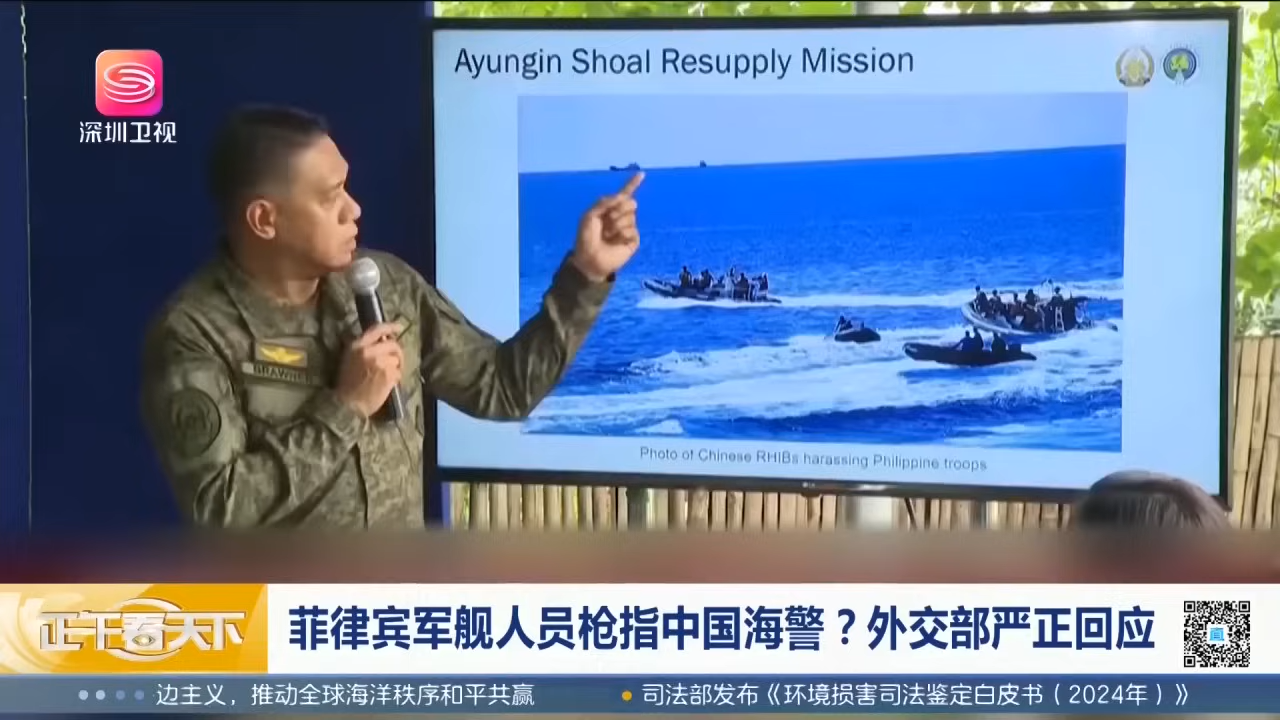 Ayungin Shoal Resupply Mission
深圳卫视
BRAWNER
Photo of Chinese RHIBs harassing Philippine troops
LG
正午看天下
菲律宾军舰人员枪指中国海警？外交部严正回应
边主义，推动全球海洋秩序和平共赢
司法部发布《环境损害司法鉴定白皮书（2024年）》